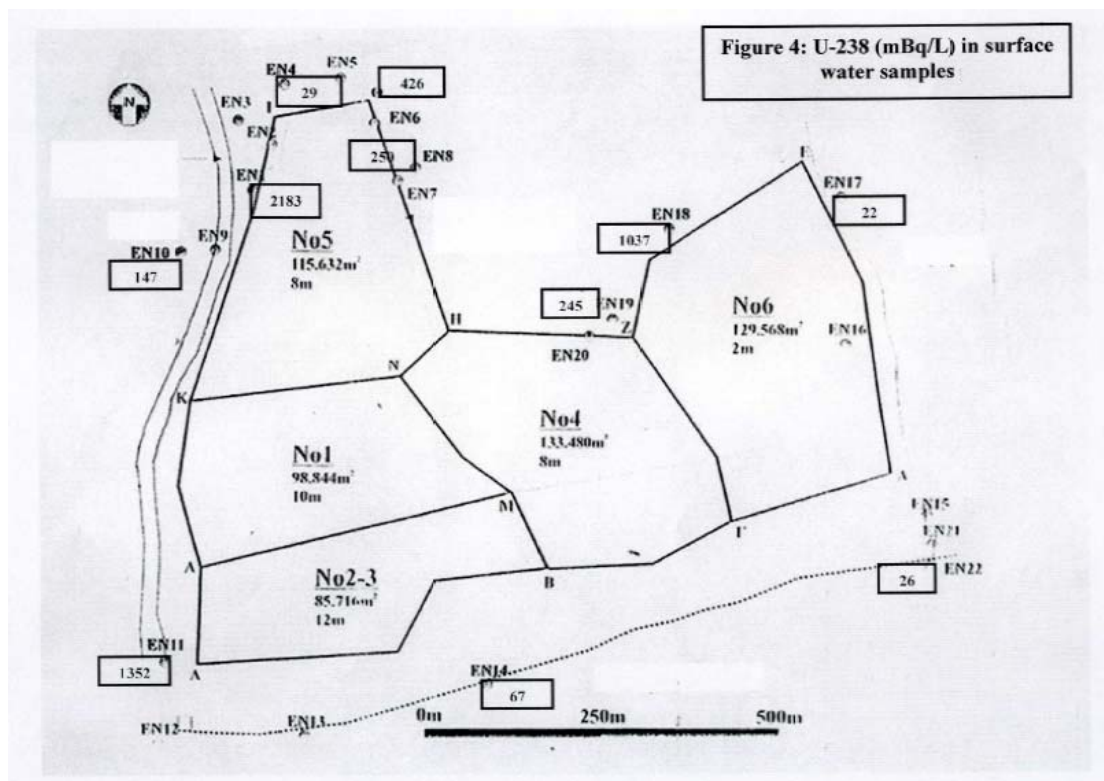 Figure 4: U-238 (mBq/L) in surface
water samples
N
EN4
EN5
29
426
I
EN3
EN6
250
EN8
EN7
2183
E
EN17
22
EN18
1037
EN9
EN10
147
No5
115.632m²
8m
245
EN19
Z
EN20
H
No6
129.568m²
2m
EN16
N
K
No4
133.480m²
8m
No1
98.844m²
10m
M
Γ
EN15
EN21
EN22
26
A
No2-3
85.716m²
12m
B
EN11
1352
EN14
67
EN12
EN13
0m 250m 500m